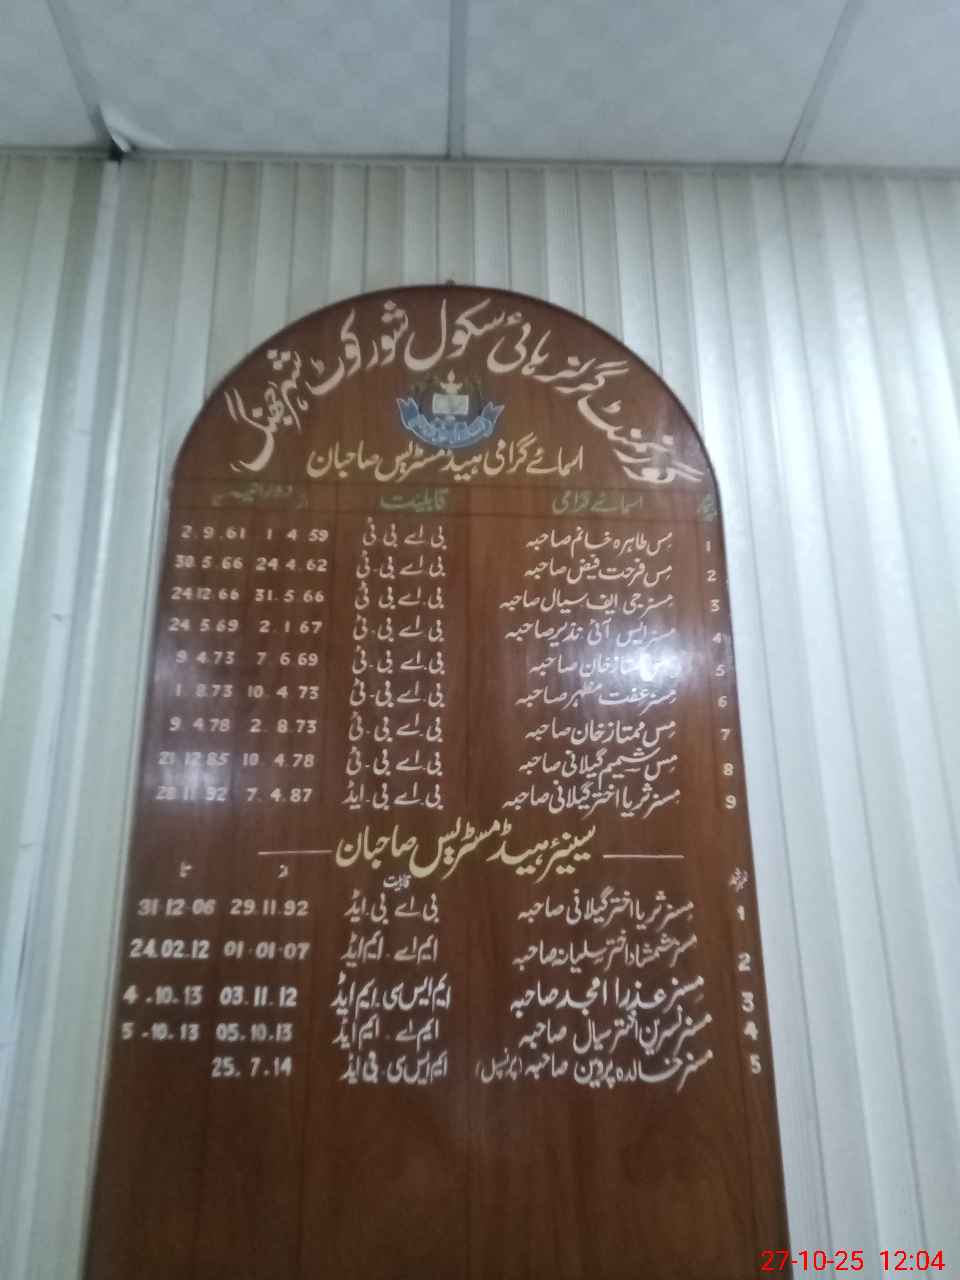 گورنمنٹ گرلز ہائی سکول شورکوٹ شہر جھنگ
اسمائے گرامی ہیڈ مسٹریس صاحبان
اسمائے گرامی قابلیت
1 مس طاہرہ خانم صاحبہ بی اے بی ٹی 1 4 59 2.9.61
2 مس فرحت فیض صاحبہ بی اے بی ٹی 24 4.62 30.5.66
3 مسز جی ایف سیال صاحبہ بی اے بی ٹی 31.5.66 24.12.66
4 مسز ایس آئی نذیر صاحبہ بی اے بی ٹی 2.1 67 24 5.69
5 ممتاز خان صاحبہ بی اے بی ٹی 7.6 69 9 4.73
6 مسز عفت مظہر صاحبہ بی اے بی ٹی 10.4 73 1.8.73
7 مس ممتاز خان صاحبہ بی اے بی ٹی 2.8.73 9.4.78
8 مس شمیم گیلانی صاحبہ بی اے بی ٹی 10 4.78 21.12.85
9 مسز ثریا اختر گیلانی صاحبہ بی اے بی ایڈ 7.4.87 28.11.92
سینیئر ہیڈ مسٹریس صاحبان
نمبر شمار قابلیت از تا
1 مسز ثریا اختر گیلانی صاحبہ بی اے بی ایڈ 29.11.92 31-12-06
2 مسز شمشاد اختر سلیانہ صاحبہ ایم اے ۔ ایم ایڈ 01-01-07 24.02.12
3 مسز عذرا امجد صاحبہ ایم ایس سی ۔ ایم ایڈ 03.11.12 4 -10-13
4 مسز نسرین اختر سیال صاحبہ ایم اے ۔ ایم ایڈ 05.10.13 5 -10.13
5 مسز خالدہ پروین صاحبہ (پرنسپل) ایم ایس سی ۔ بی ایڈ 25. 7.14
27-10-25 12:04